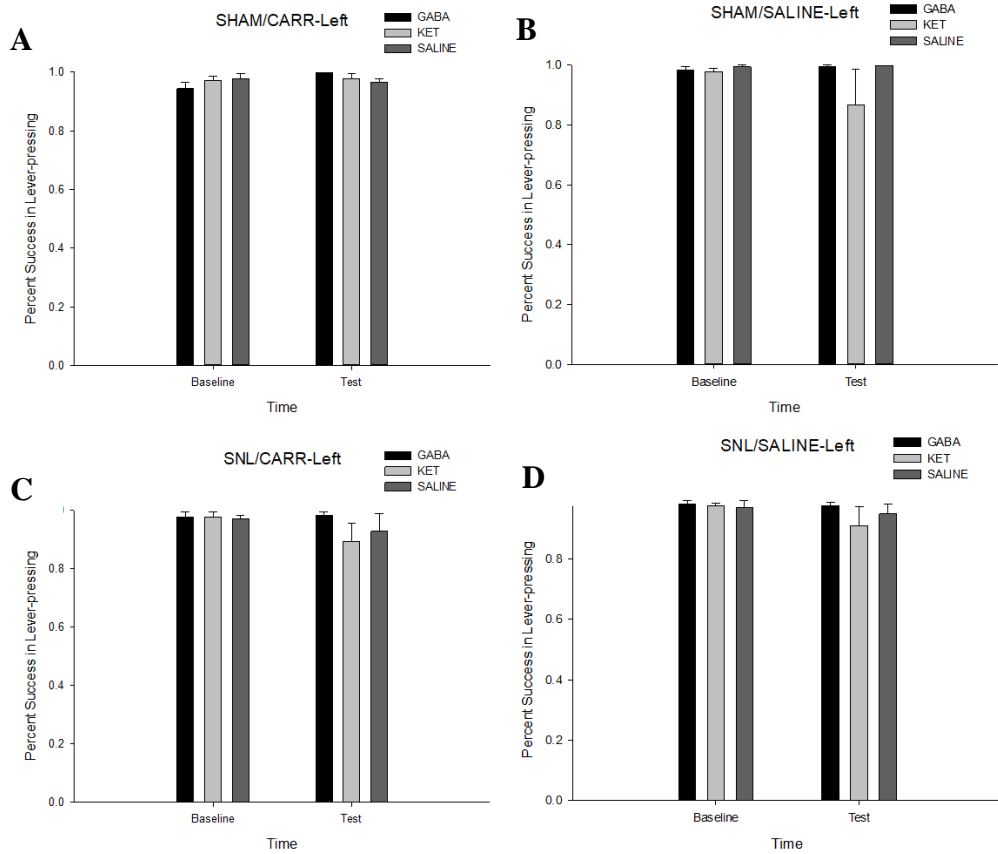 A
SHAM/CARR-Left
GABA
KET
SALINE
Percent Success in Lever-pressing
1.0
0.8
0.6
0.4
0.2
0.0
Baseline
Test
Time
B
SHAM/SALINE-Left
GABA
KET
SALINE
Percent Success in Lever-pressing
1.0
0.8
0.6
0.4
0.2
0.0
Baseline
Test
Time
C
SNL/CARR-Left
GABA
KET
SALINE
Percent Success in Lever-pressing
0.8
0.6
0.4
0.2
0.0
Baseline
Test
Time
D
SNL/SALINE-Left
GABA
KET
SALINE
Percent Success in Lever-pressing
0.8
0.6
0.4
0.2
0.0
Baseline
Test
Time